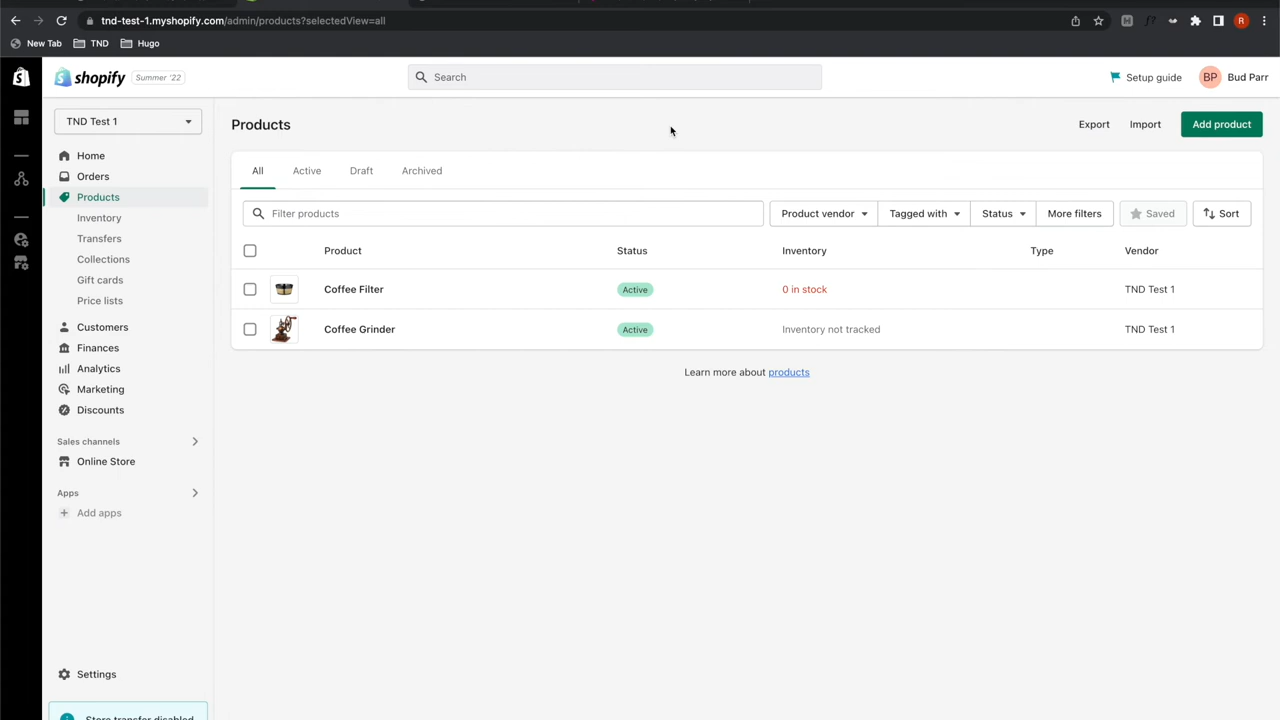 tnd-test-1.myshopify.com/admin/products?selectedView=all
R
New Tab
TND
Hugo
shopify
Summer '22
Search
Setup guide
BP
Bud Parr
TND Test 1
Home
Orders
Products
Inventory
Transfers
Collections
Gift cards
Price lists
Customers
Finances
Analytics
Marketing
Discounts
Sales channels
Online Store
Apps
Add apps
Settings
Store transfer disabled
Products
Export
Import
Add product
All
Active
Draft
Archived
Filter products
Product vendor
Tagged with
Status
More filters
Saved
Sort
Product
Status
Inventory
Type
Vendor
Coffee Filter
Active
0 in stock
TND Test 1
Coffee Grinder
Active
Inventory not tracked
TND Test 1
Learn more about products